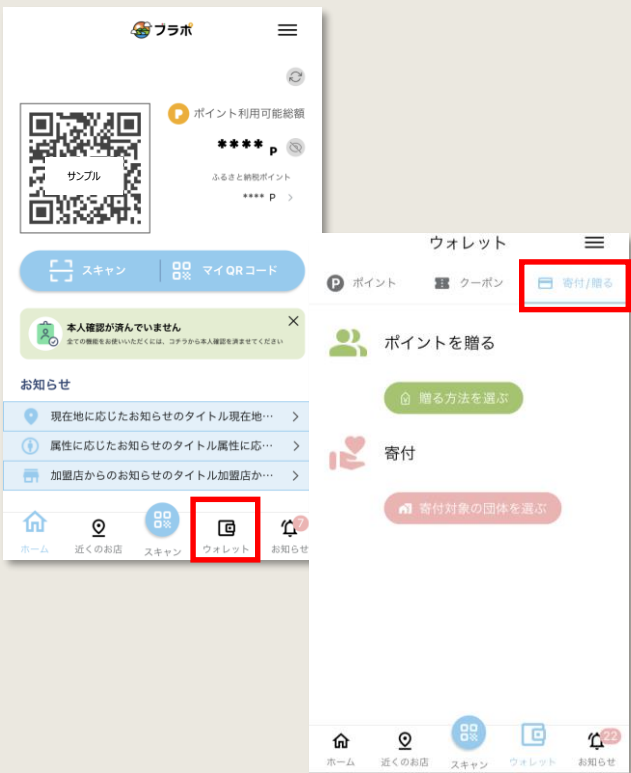 ブラポ
ポイント利用可能総額
**** P
サンプル
ふるさと納税ポイント
**** P
スキャン
マイQRコード
本人確認が済んでいません
全ての機能をお使いいただくには、コチラから本人確認を済ませてください
お知らせ
現在地に応じたお知らせのタイトル現在地…
属性に応じたお知らせのタイトル属性に応…
加盟店からのお知らせのタイトル加盟店か…
7
ホーム
近くのお店
スキャン
ウォレット
お知らせ
ウォレット
ポイント
クーポン
寄付/贈る
ポイントを贈る
贈る方法を選ぶ
寄付
寄付対象の団体を選ぶ
22
ホーム
近くのお店
スキャン
ウォレット
お知らせ